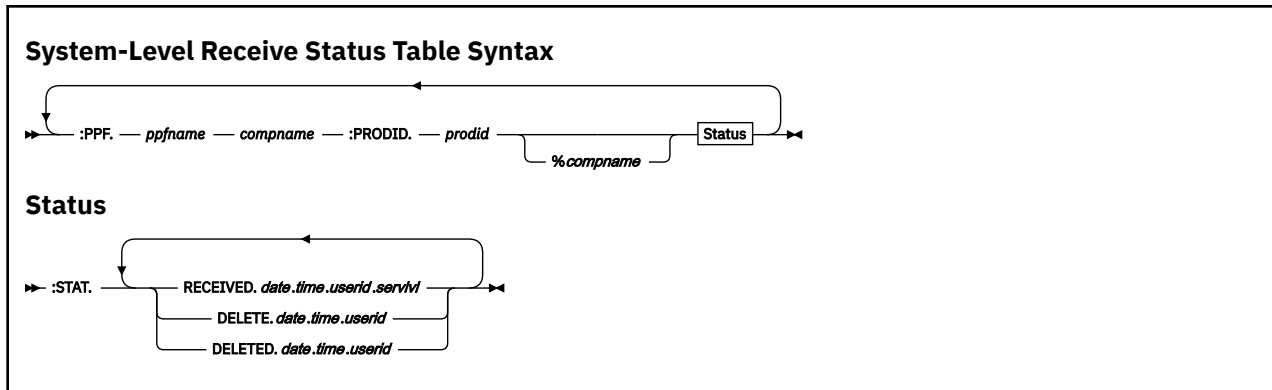 System-Level Receive Status Table Syntax
:PPF. ppfname compname :PRODID. prodid Status
%compname
Status
:STAT. RECEIVED. date.time.userid.servlvl
DELETE. date.time.userid
DELETED. date.time.userid